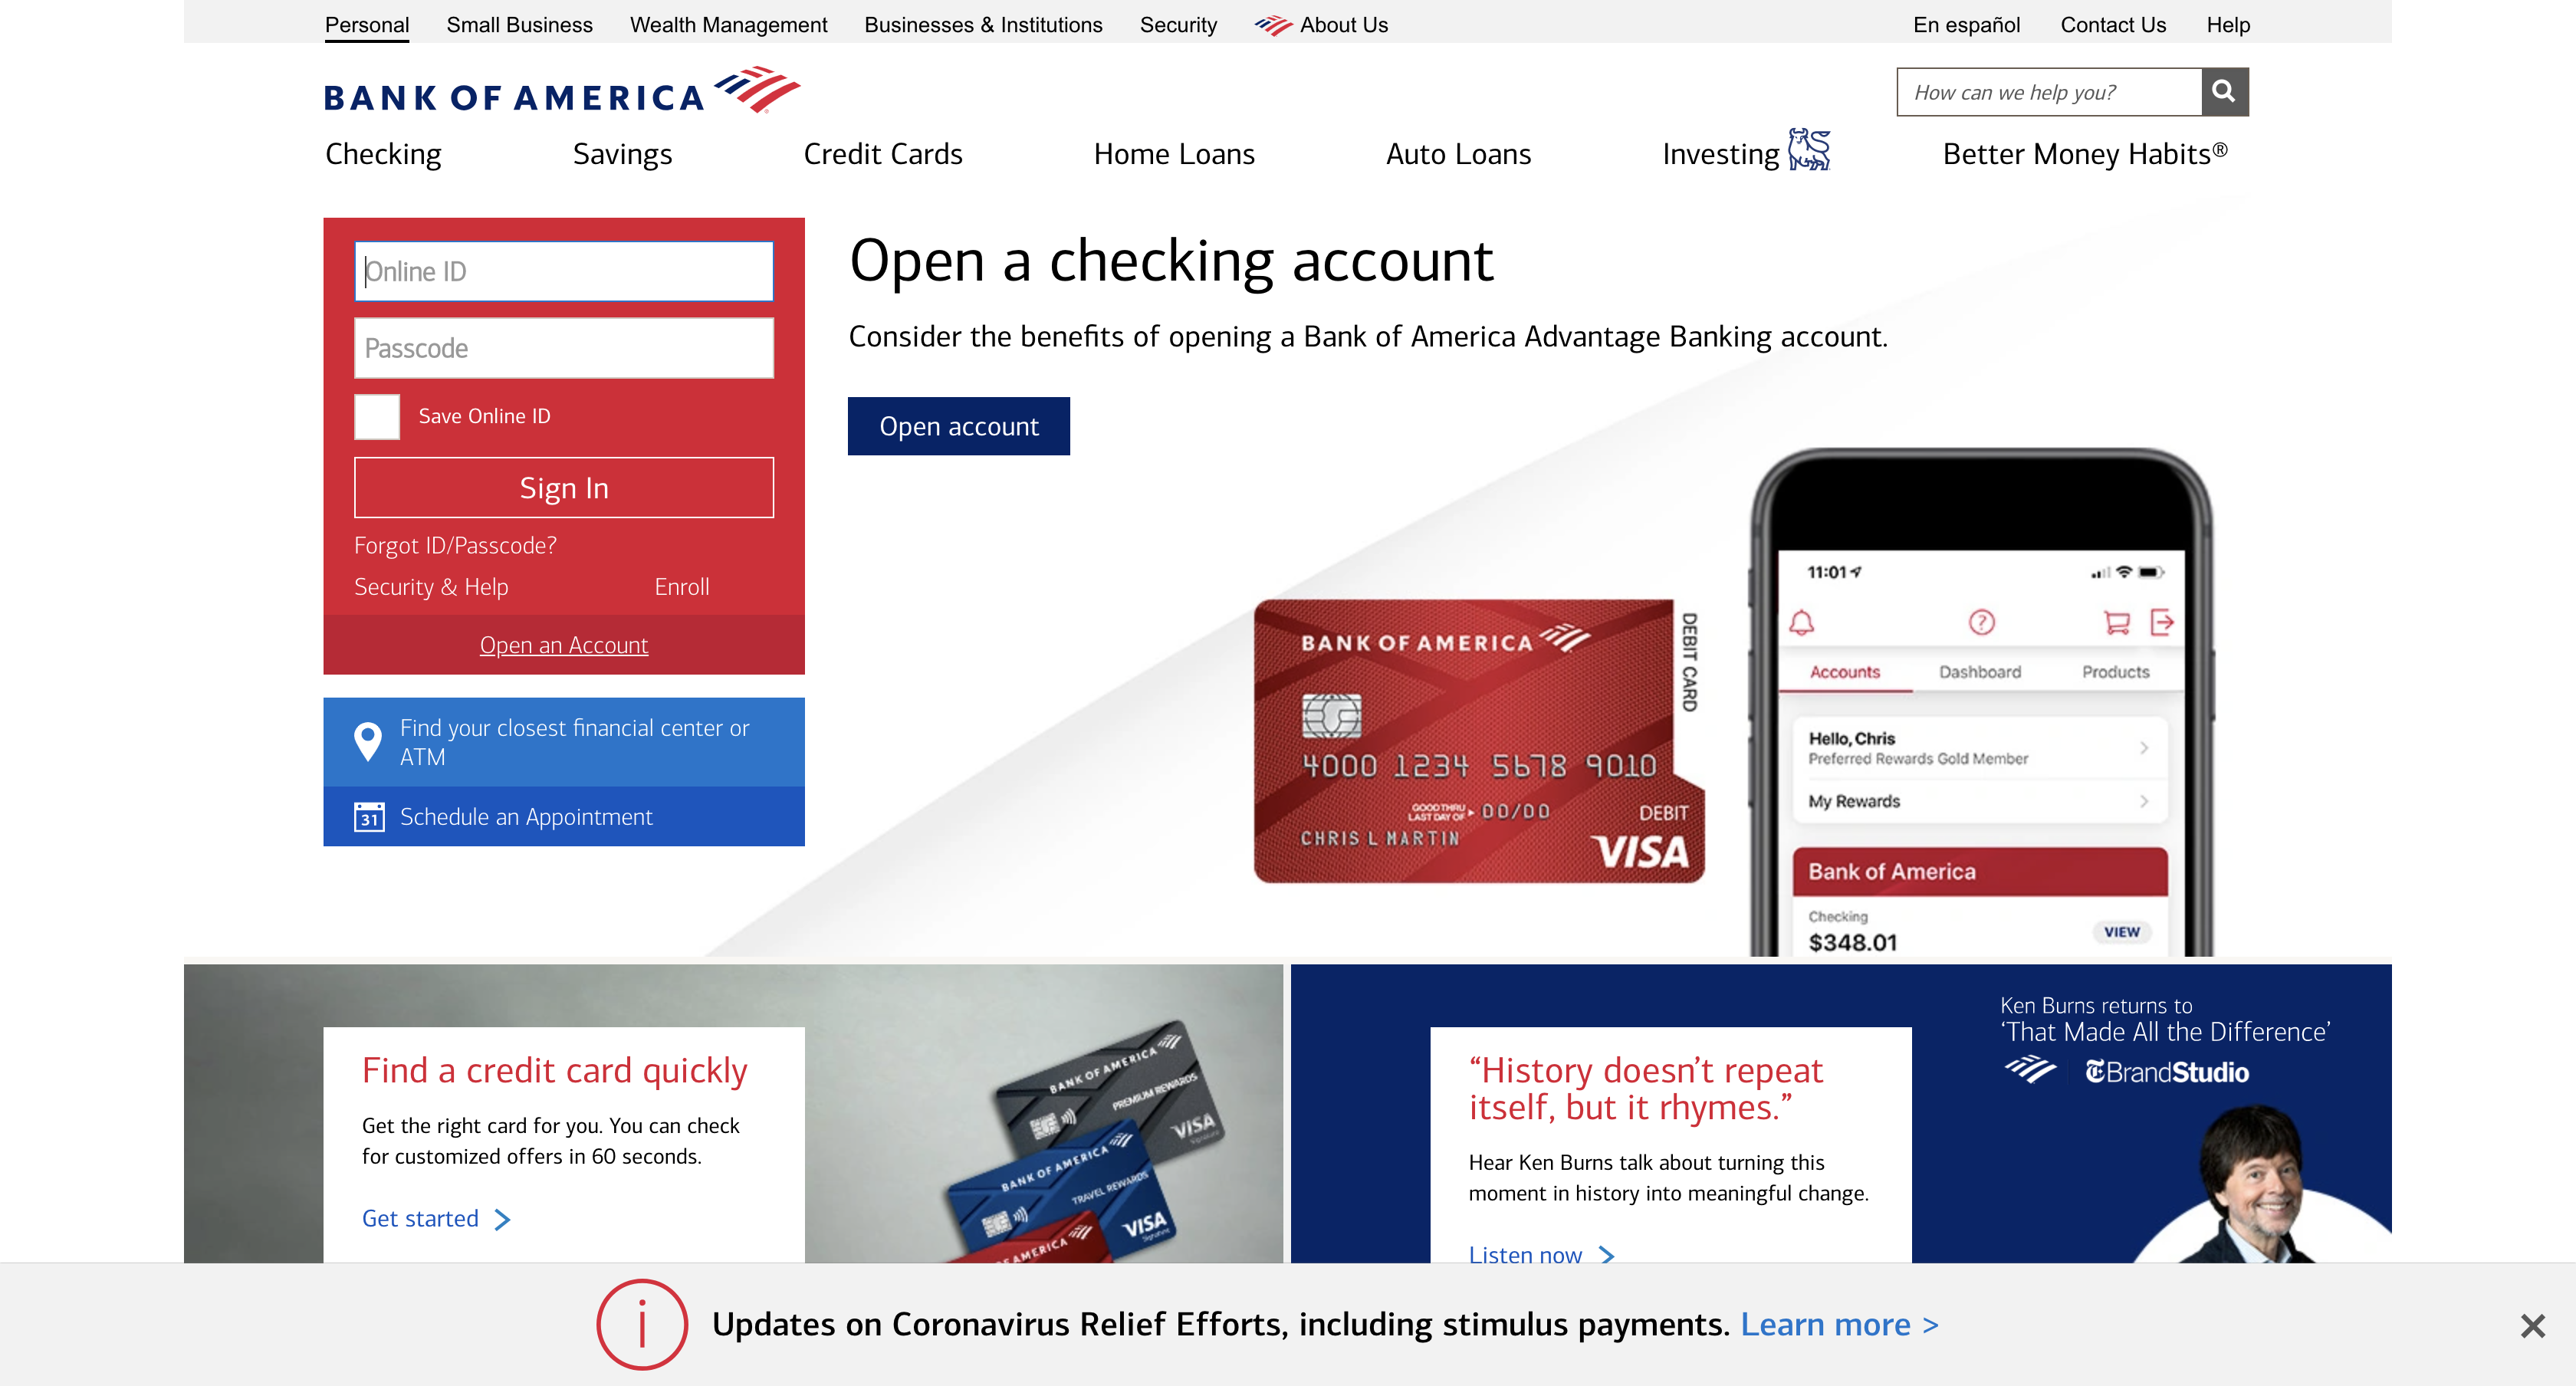 Personal Small Business Wealth Management Businesses & Institutions Security About Us En español Contact Us Help
BANK OF AMERICA
How can we help you?
Checking Savings Credit Cards Home Loans Auto Loans Investing Better Money Habits®
Online ID
Passcode
Save Online ID
Sign In
Forgot ID/Passcode?
Security & Help Enroll
Open an Account
Find your closest financial center or
ATM
31 Schedule an Appointment
Open a checking account
Consider the benefits of opening a Bank of America Advantage Banking account.
Open account
BANK OF AMERICA
DEBIT CARD
4000 1234 5678 9010
GOOD THRU
LAST DAY OF 00/00
DEBIT
CHRIS L MARTIN
VISA
11:01
?
Accounts Dashboard Products
Hello, Chris
Preferred Rewards Gold Member
My Rewards
Bank of America
Checking
$348.01
VIEW
Find a credit card quickly
Get the right card for you. You can check
for customized offers in 60 seconds.
Get started
BANK OF AMERICA
PREMIUM REWARDS
VISA
Signature
BANK OF AMERICA
TRAVEL REWARDS
VISA
Signature
OF AMERICA
“History doesn’t repeat
itself, but it rhymes.”
Hear Ken Burns talk about turning this
moment in history into meaningful change.
Listen now
Ken Burns returns to
‘That Made All the Difference’
T BrandStudio
i Updates on Coronavirus Relief Efforts, including stimulus payments. Learn more >